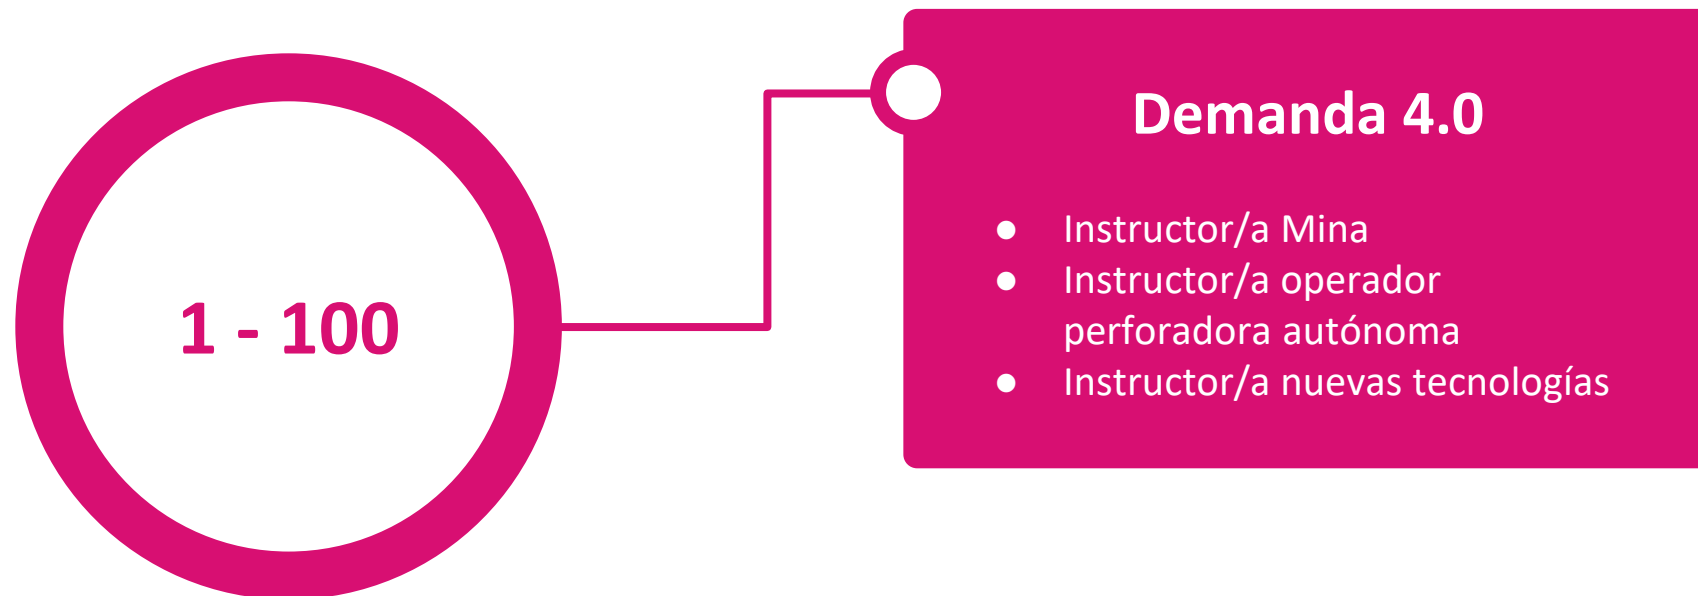 1 - 100
Demanda 4.0
● Instructor/a Mina
● Instructor/a operador
perforadora autónoma
● Instructor/a nuevas tecnologías